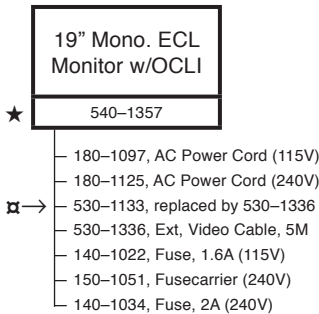 19” Mono. ECL
Monitor w/OCLI
★ 540–1357
180–1097, AC Power Cord (115V)
180–1125, AC Power Cord (240V)
¤→ 530–1133, replaced by 530–1336
530–1336, Ext, Video Cable, 5M
140–1022, Fuse, 1.6A (115V)
150–1051, Fusecarrier (240V)
140–1034, Fuse, 2A (240V)